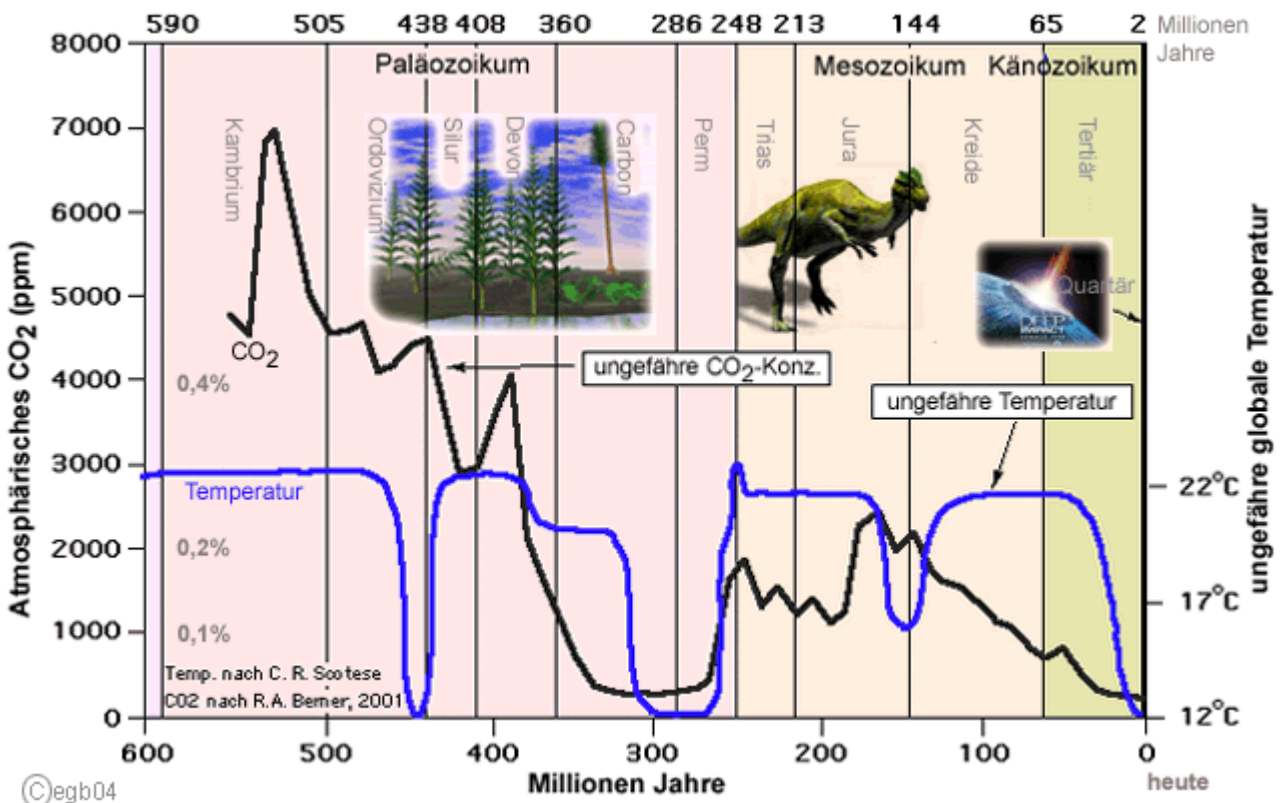 590 505 438 408 360 286 248 213 144 65 2 Millionen
Jahre
Paläozoikum Mesozoikum Känozoikum
Kambrium
Ordovizium
Silur
Devon
Carbon
Perm
Trias
Jura
Kreide
Tertiär
Quartär
DEEP
IMPACT
Atmosphärisches CO₂ (ppm)
8000
7000
6000
5000
4000
3000
2000
1000
0
CO₂
0,4%
0,2%
0,1%
ungefähre CO₂-Konz.
ungefähre Temperatur
Temperatur
ungefähre globale Temperatur
22°C
17°C
12°C
Temp. nach C. R. Scotese
CO2 nach R.A. Berner, 2001
600 500 400 300 200 100 0
Millionen Jahre
heute
©egb04